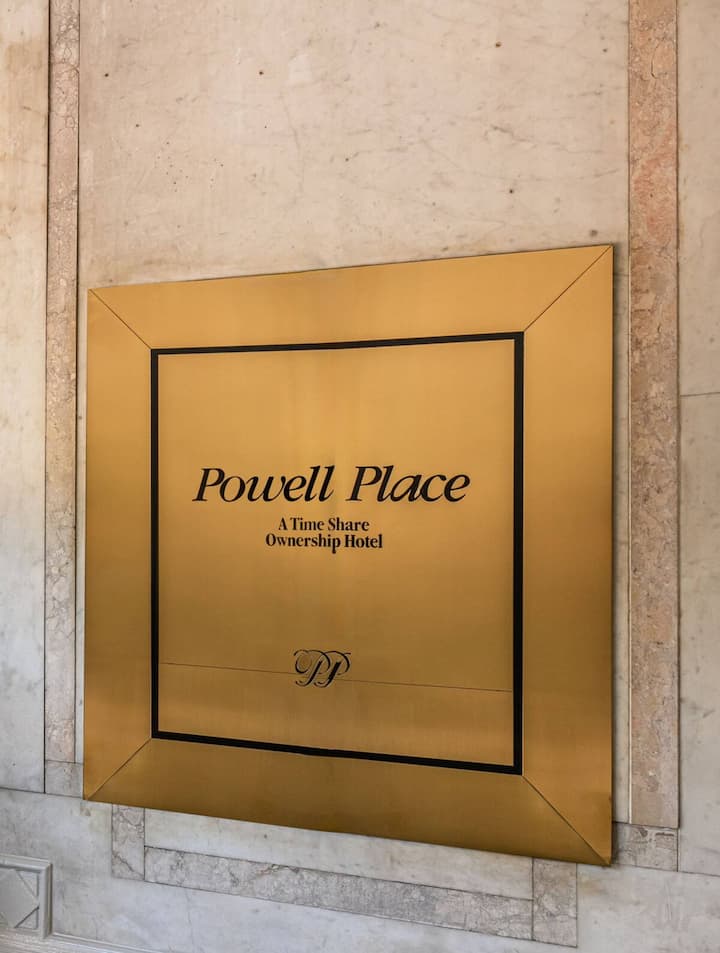 Powell Place
A Time Share
Ownership Hotel
PP